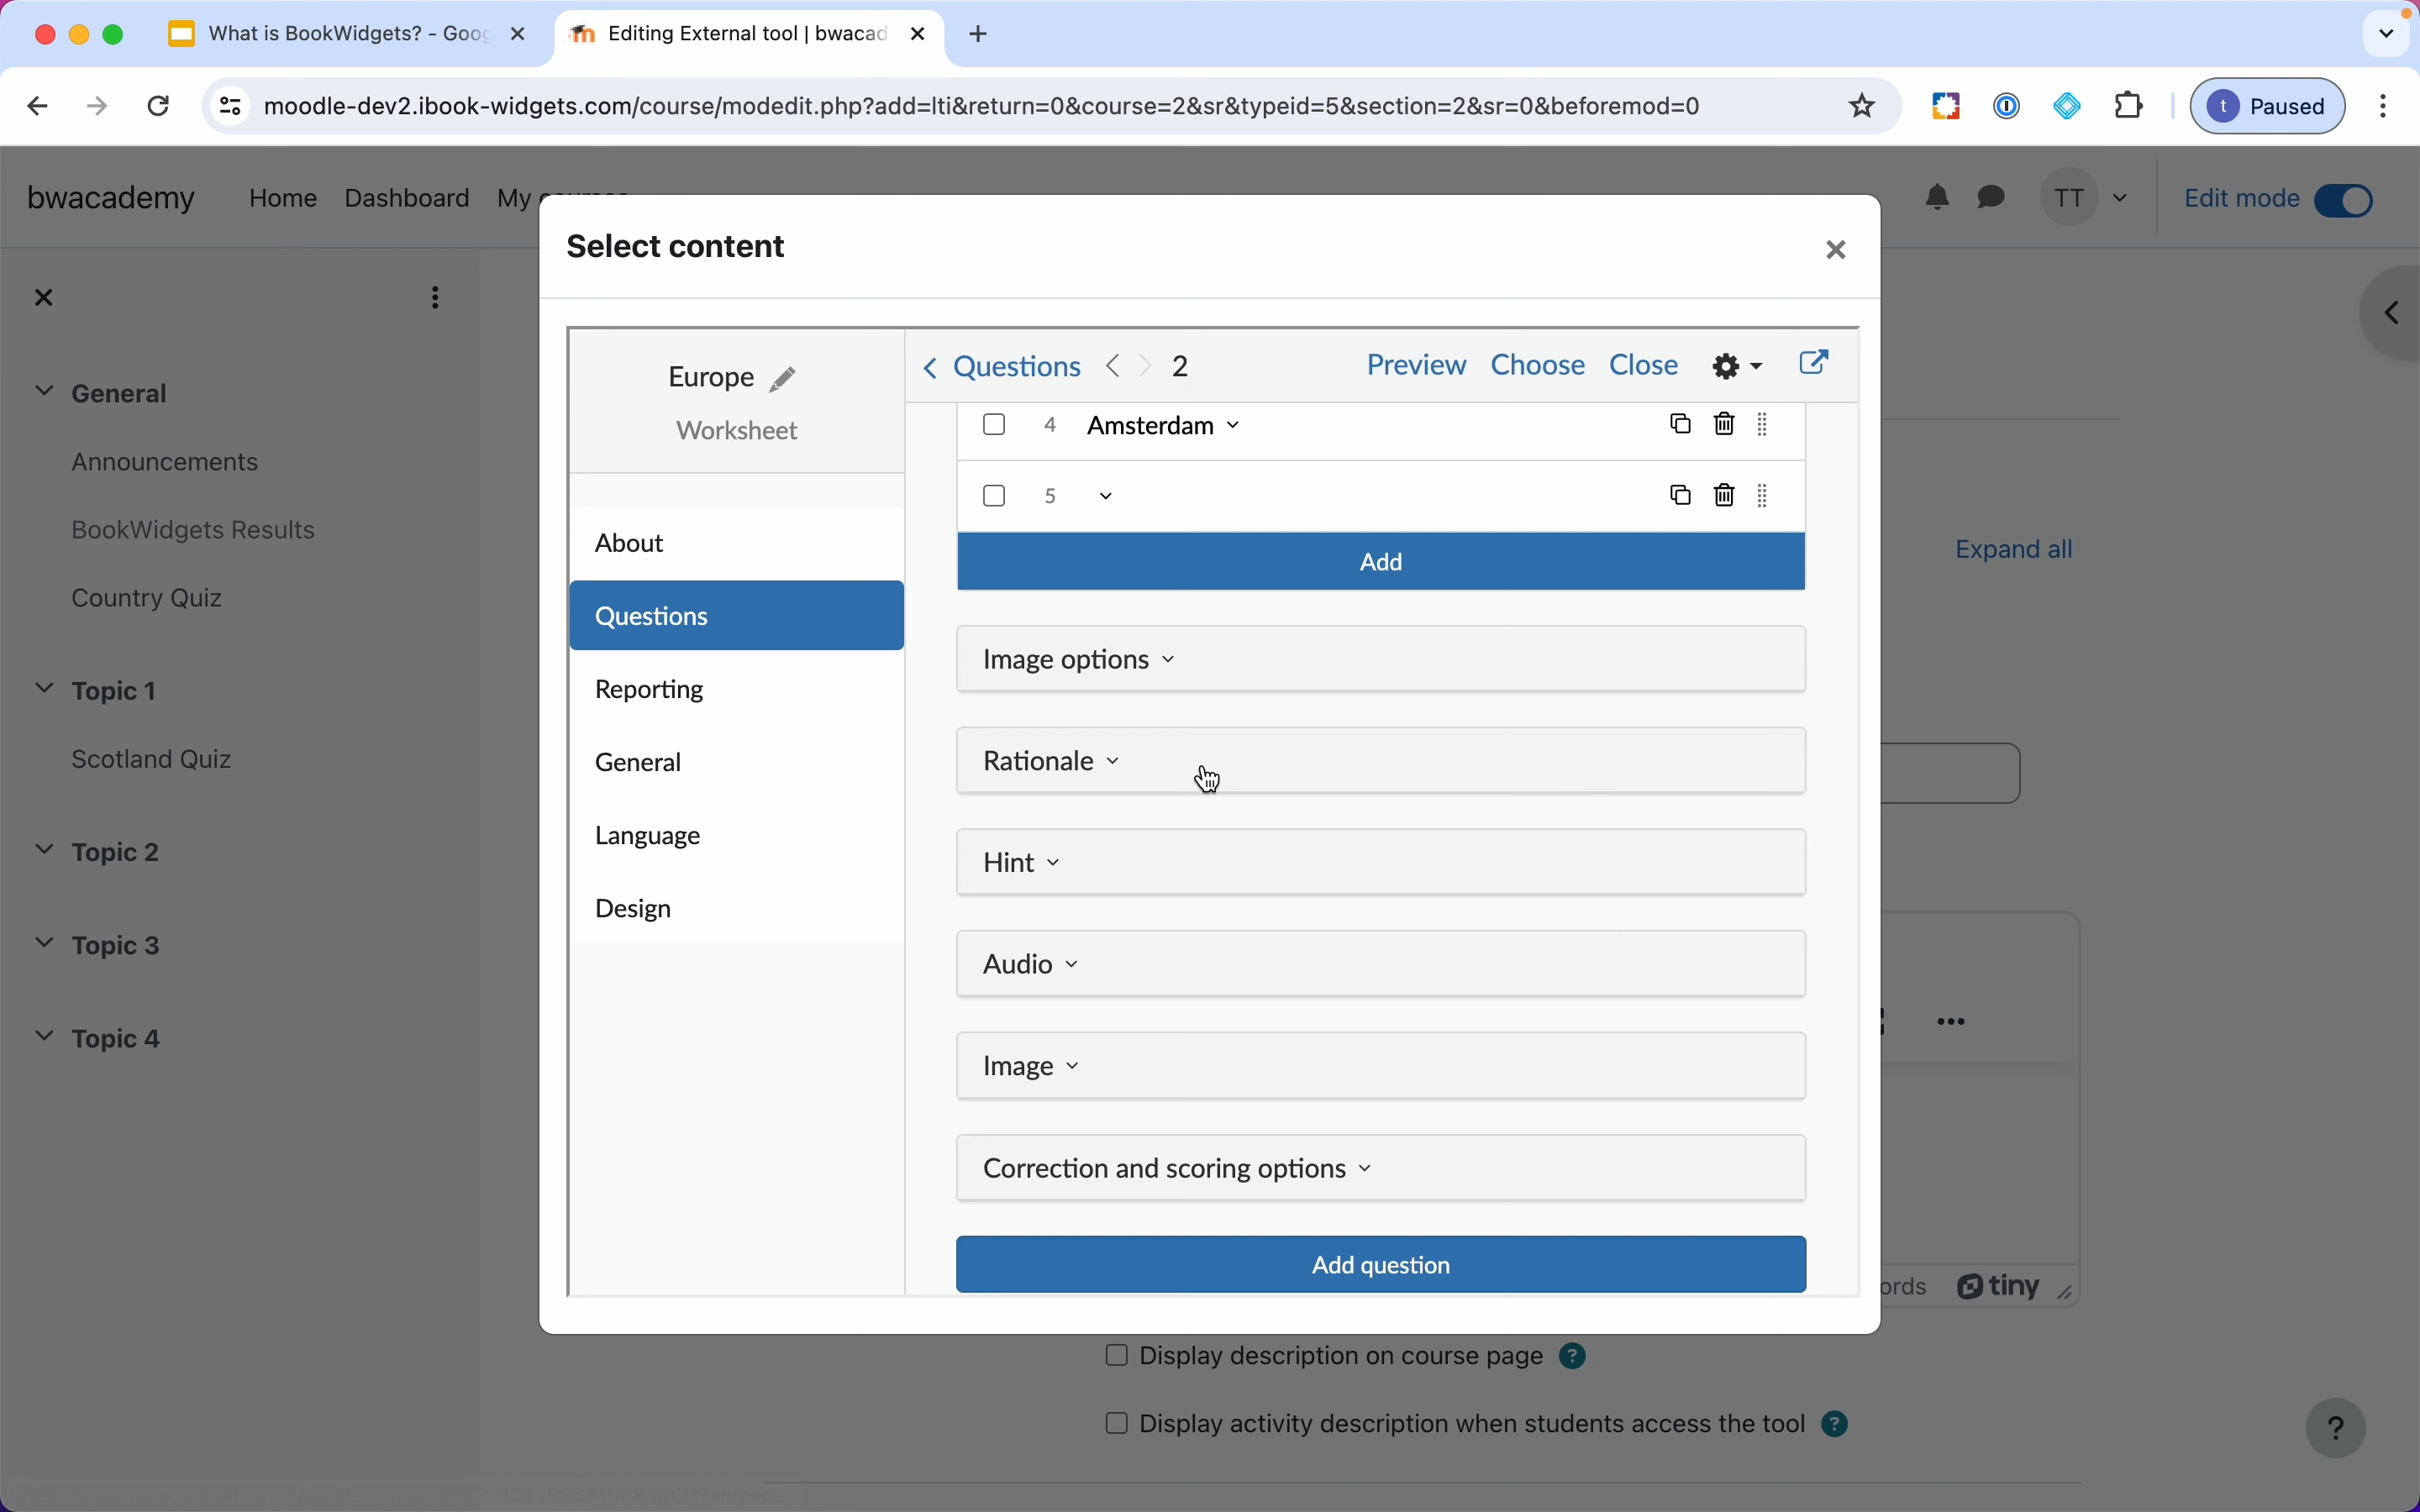 What is BookWidgets? - Goog
Editing External tool | bwacad
moodle-dev2.ibook-widgets.com/course/modedit.php?add=lti&return=0&course=2&sr&typeid=5&section=2&sr=0&beforemod=0
t Paused
bwacademy Home Dashboard My courses
TT Edit mode
Select content
General
Announcements
BookWidgets Results
Country Quiz
Topic 1
Scotland Quiz
Topic 2
Topic 3
Topic 4
Europe
Worksheet
About
Questions
Reporting
General
Language
Design
Questions 2 Preview Choose Close
4 Amsterdam
5
Add
Image options
Rationale
Hint
Audio
Image
Correction and scoring options
Add question
Expand all
ords tiny
Display description on course page ?
Display activity description when students access the tool ?
?